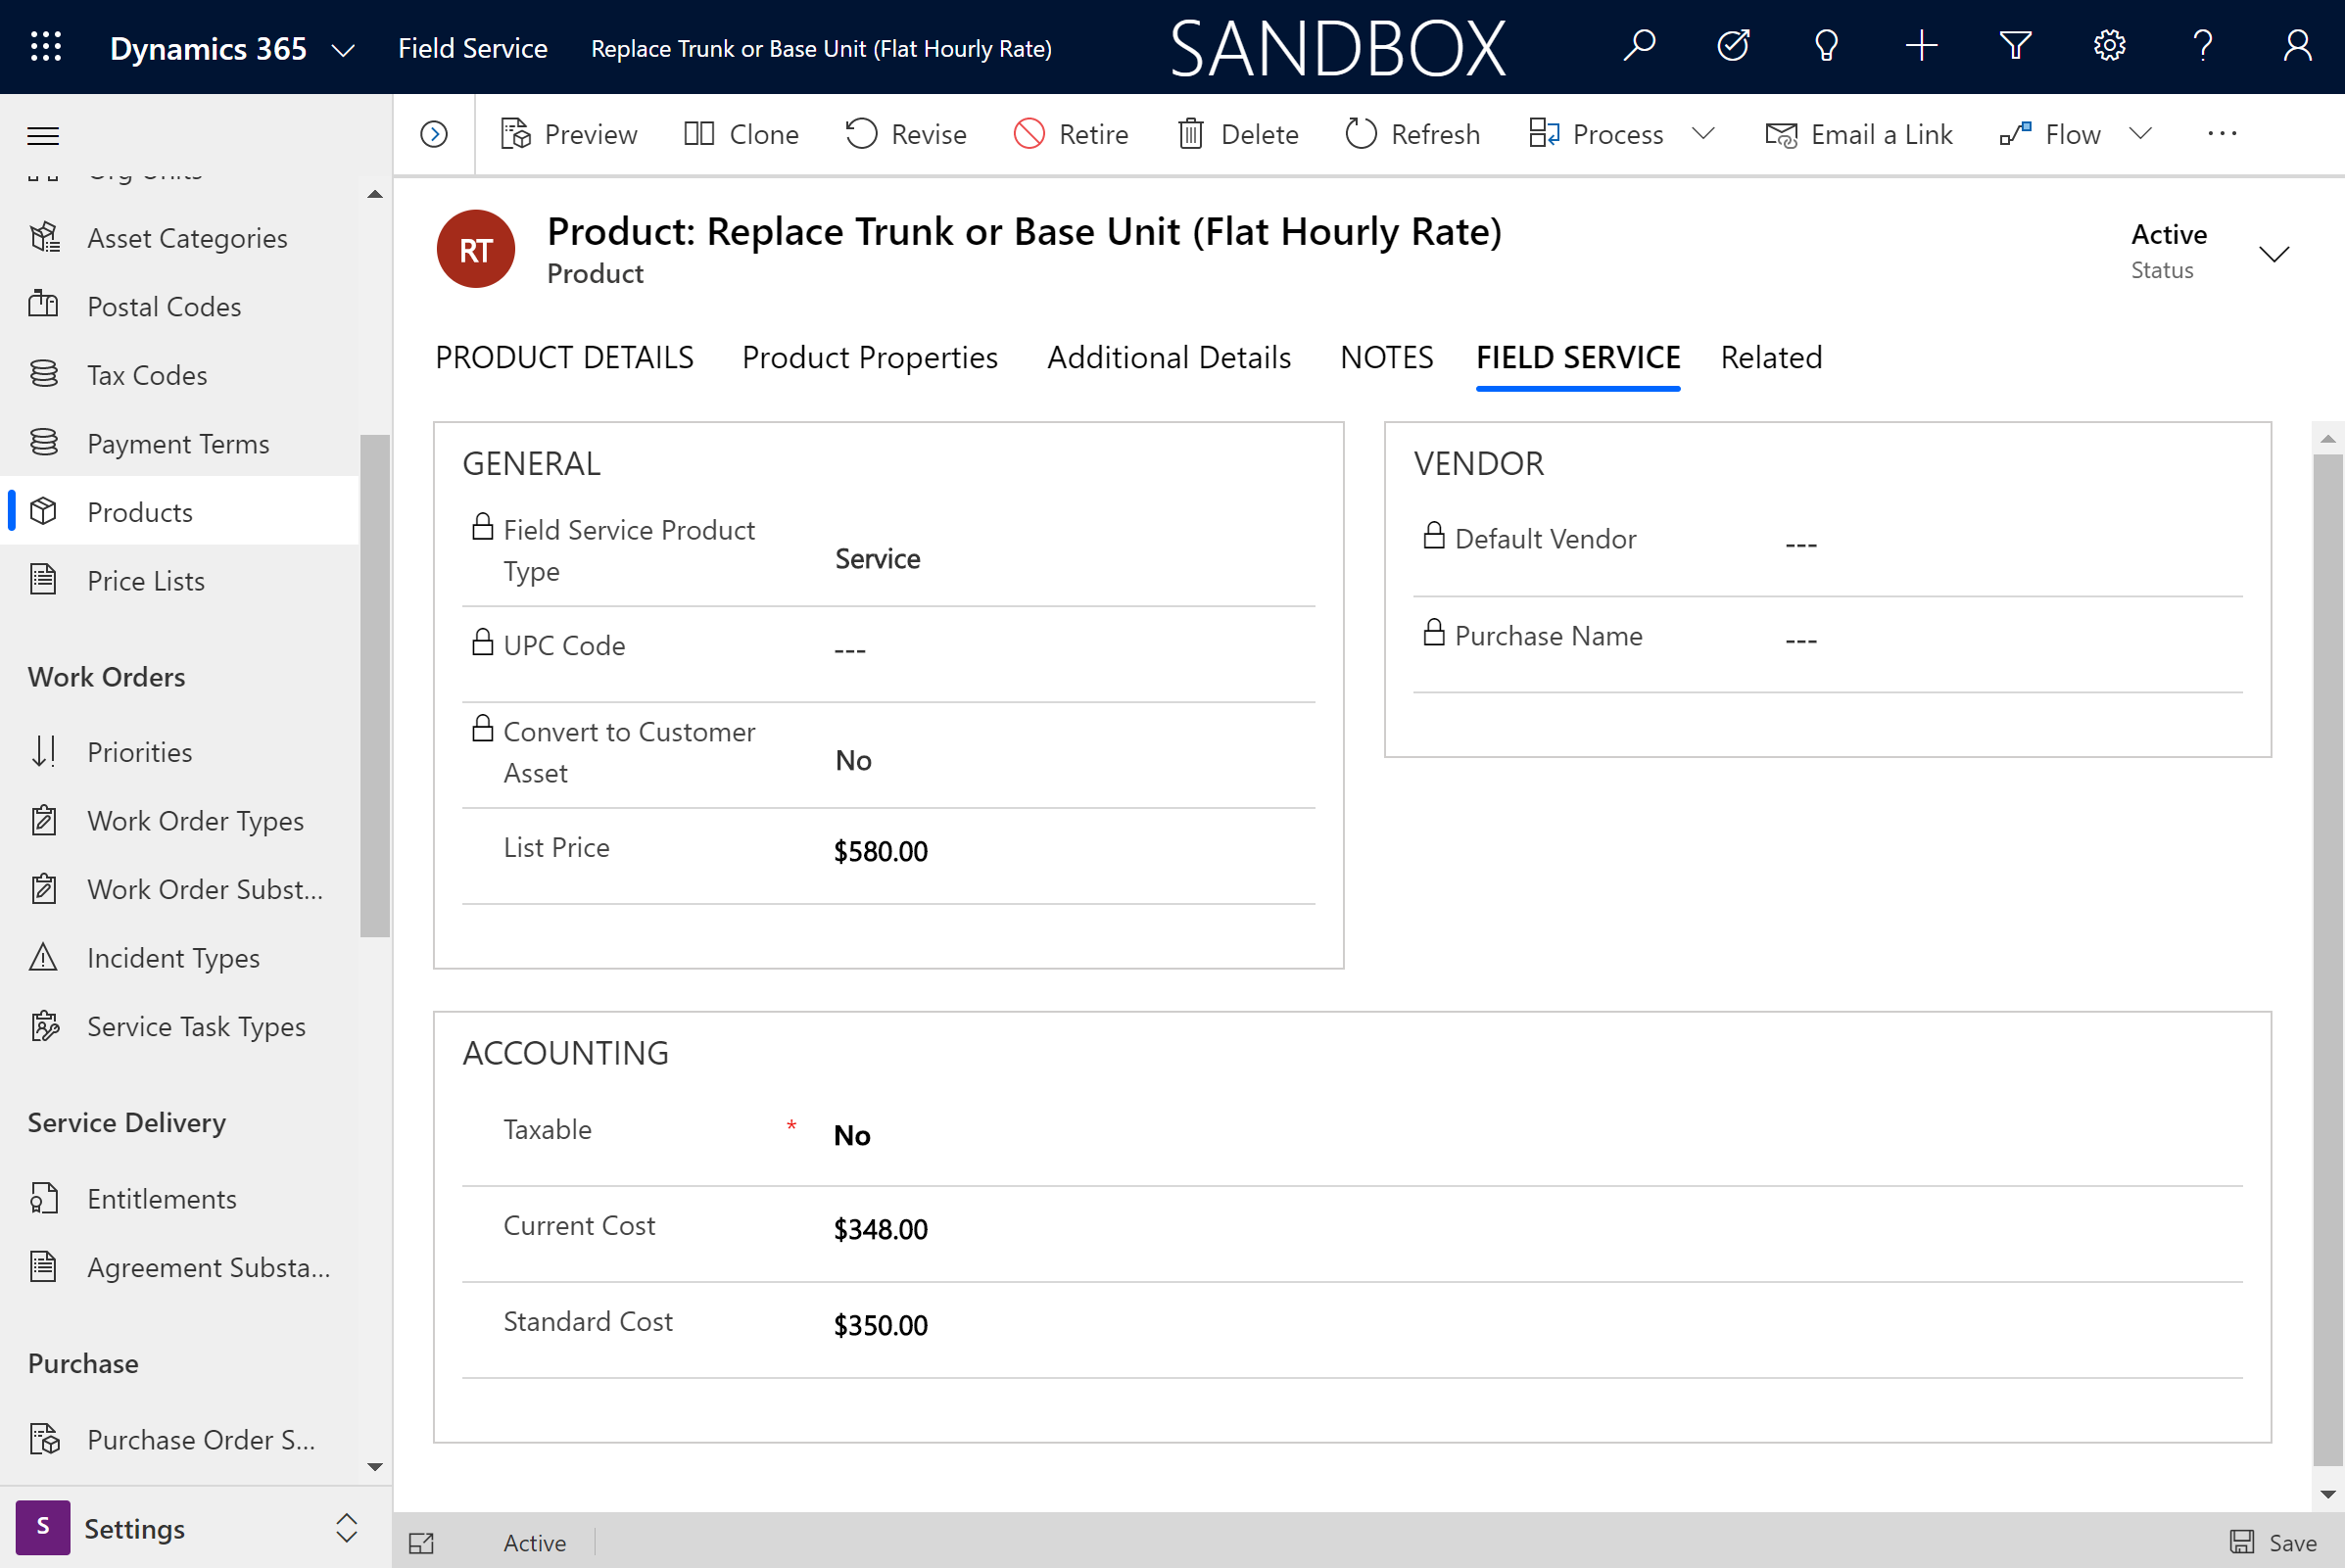 Dynamics 365
Field Service
Replace Trunk or Base Unit (Flat Hourly Rate)
SANDBOX
Org Units
Asset Categories
Postal Codes
Tax Codes
Payment Terms
Products
Price Lists
Work Orders
Priorities
Work Order Types
Work Order Subst...
Incident Types
Service Task Types
Service Delivery
Entitlements
Agreement Substa...
Purchase
Purchase Order S...
S
Settings
Preview
Clone
Revise
Retire
Delete
Refresh
Process
Email a Link
Flow
RT
Product: Replace Trunk or Base Unit (Flat Hourly Rate)
Product
Active
Status
PRODUCT DETAILS
Product Properties
Additional Details
NOTES
FIELD SERVICE
Related
GENERAL
Field Service Product
Type
Service
UPC Code
---
Convert to Customer
Asset
No
List Price
$580.00
VENDOR
Default Vendor
---
Purchase Name
---
ACCOUNTING
Taxable
*
No
Current Cost
$348.00
Standard Cost
$350.00
Active
Save